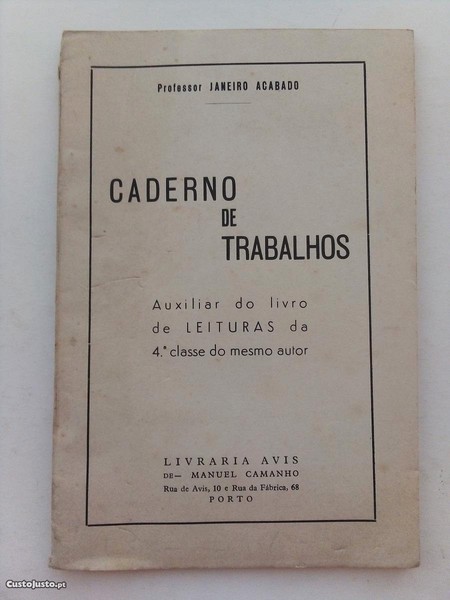 Professor JANEIRO ACABADO
CADERNO
DE
TRABALHOS
Auxiliar do livro
de LEITURAS da
4.ª classe do mesmo autor
LIVRARIA AVIS
DE— MANUEL CAMANHO
Rua de Avis, 10 e Rua da Fábrica, 68
PORTO
CustoJusto.pt